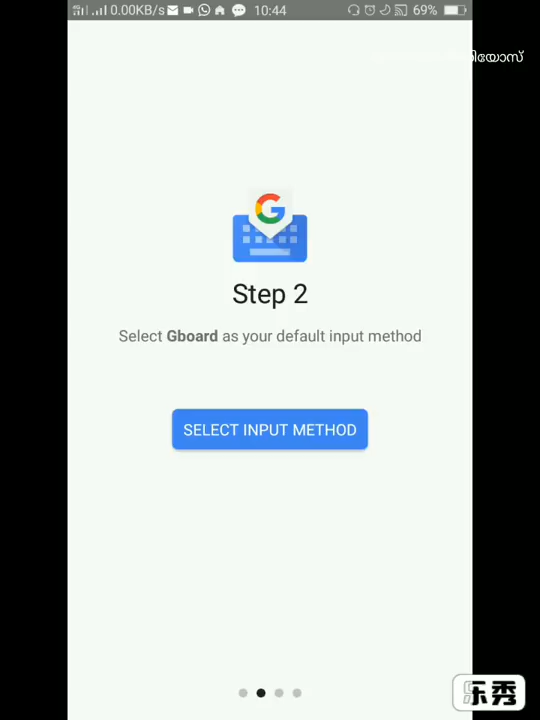 0.00KB/s 10:44 69%
Step 2
Select Gboard as your default input method
SELECT INPUT METHOD
乐秀